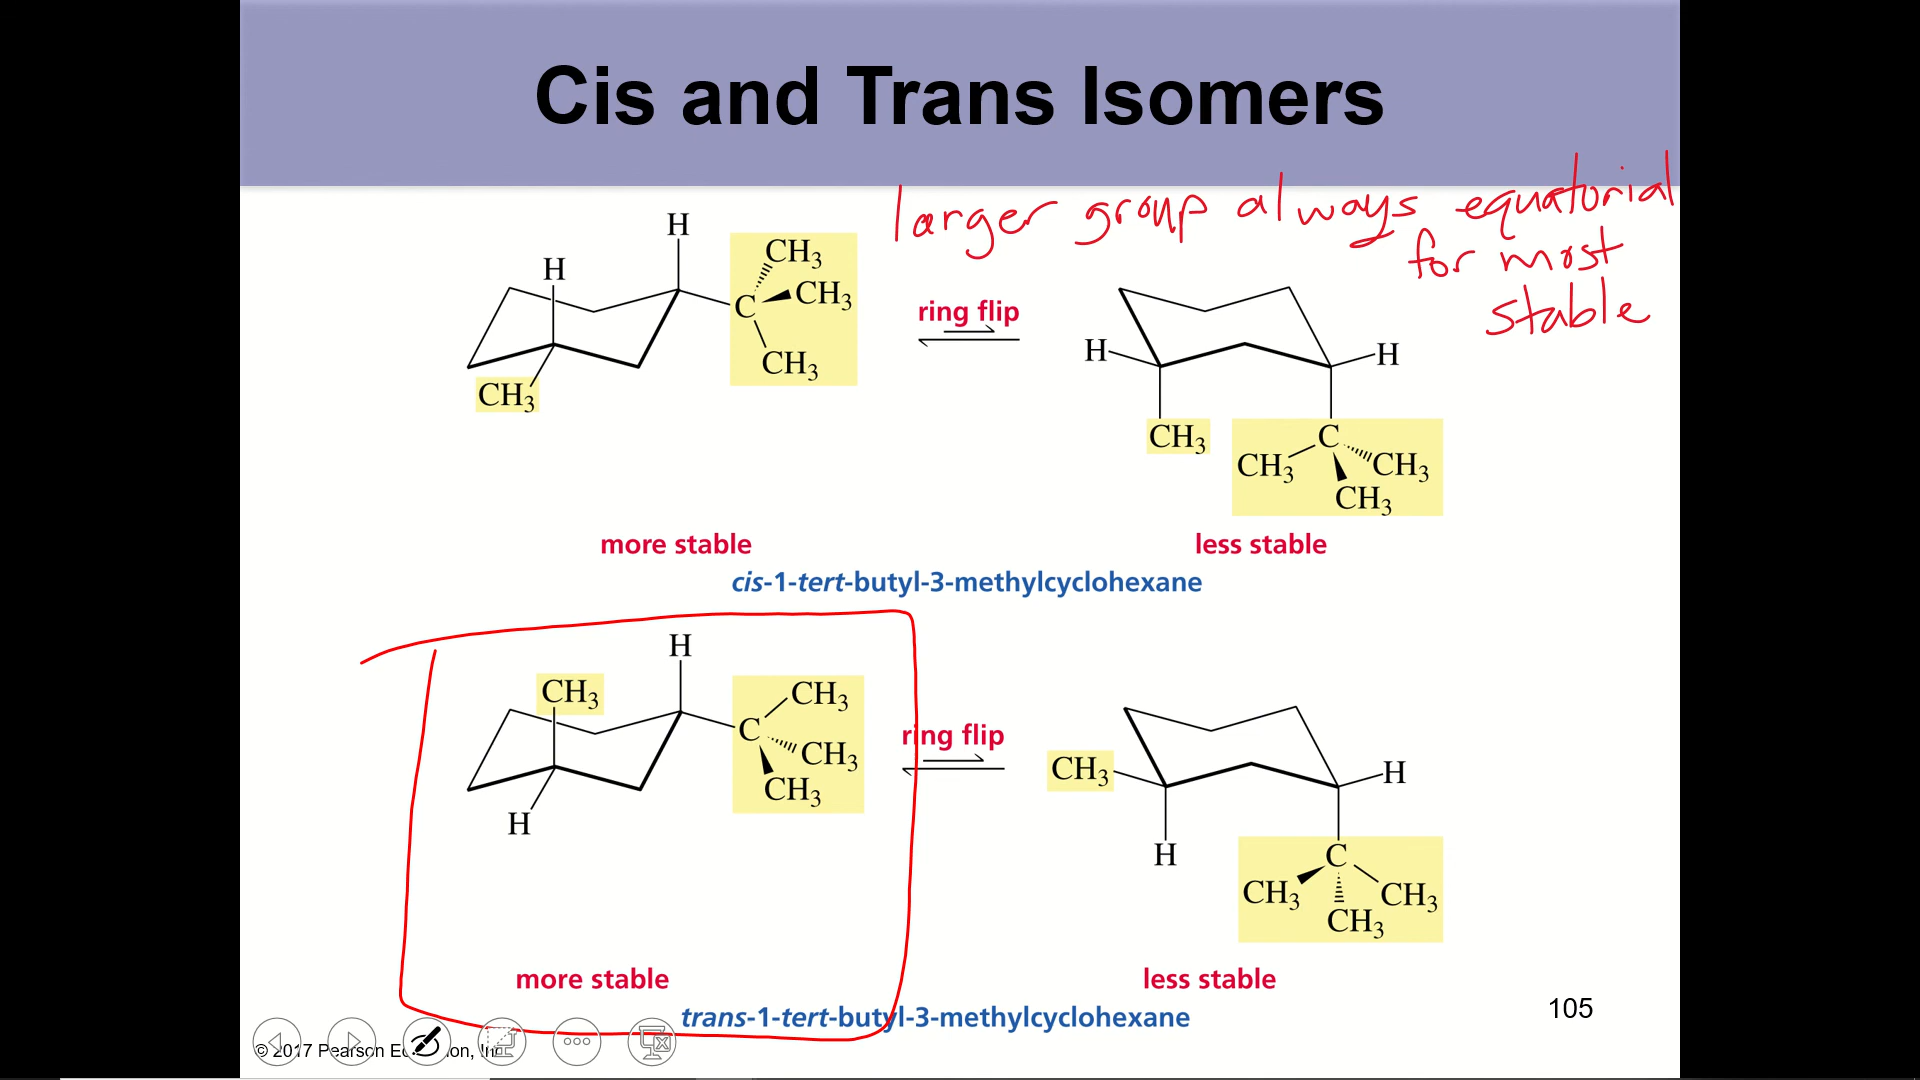 Cis and Trans Isomers
larger group always equatorial
for most
stable
H
H
CH₃
C
CH₃
CH₃
CH₃
ring flip
H
H
CH₃
C
CH₃
CH₃
CH₃
more stable
less stable
cis-1-tert-butyl-3-methylcyclohexane
H
CH₃
CH₃
C
CH₃
CH₃
H
ring flip
CH₃
H
H
C
CH₃
CH₃
CH₃
more stable
less stable
trans-1-tert-butyl-3-methylcyclohexane
105
© 2017 Pearson